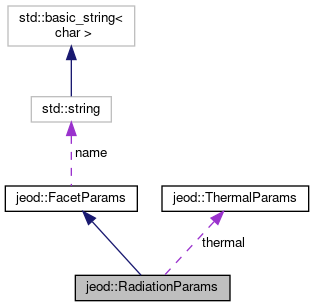 std::basic_string<
char >
std::string
name
jeod::FacetParams
jeod::ThermalParams
thermal
jeod::RadiationParams